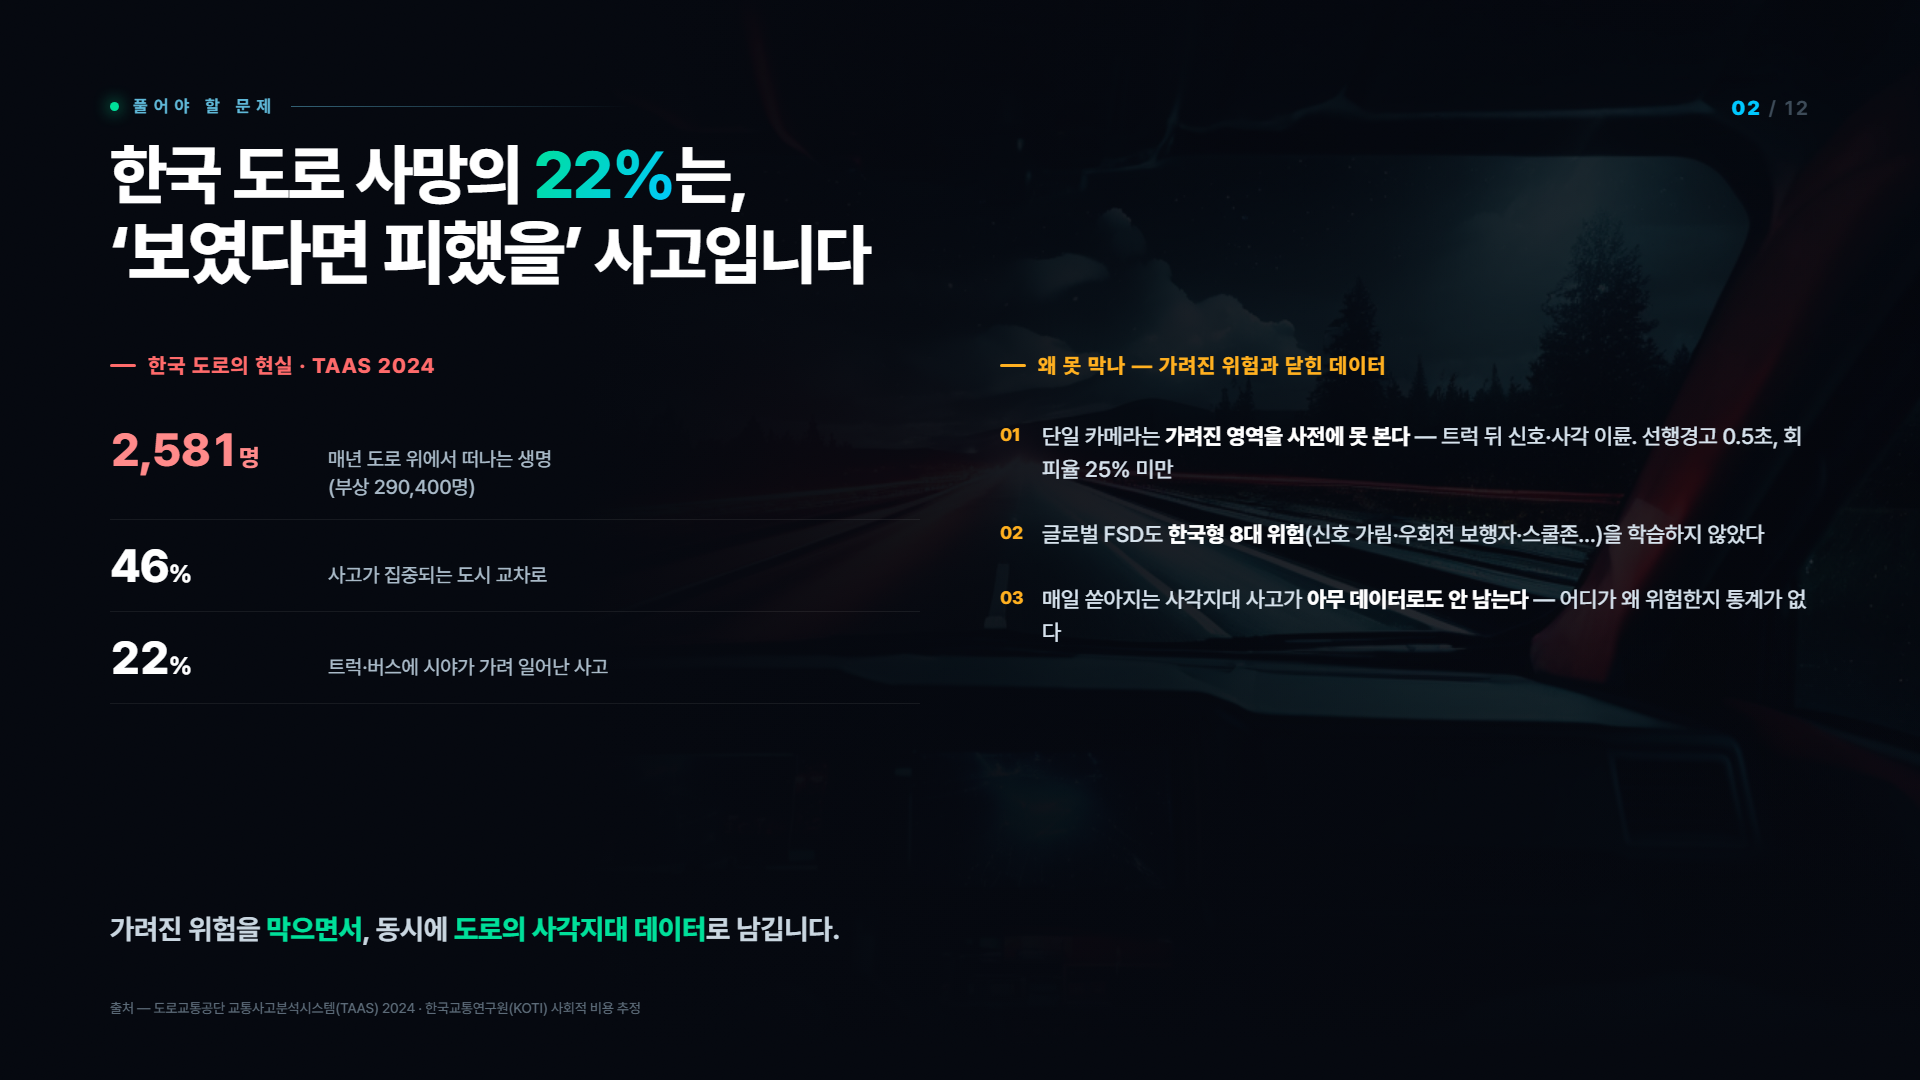 풀어야 할 문제
02 / 12
한국 도로 사망의 22%는,
‘보였다면 피했을’ 사고입니다
한국 도로의 현실 · TAAS 2024
2,581명
매년 도로 위에서 떠나는 생명
(부상 290,400명)
46%
사고가 집중되는 도시 교차로
22%
트럭·버스에 시야가 가려 일어난 사고
왜 못 막나 — 가려진 위험과 닫힌 데이터
01 단일 카메라는 가려진 영역을 사전에 못 본다 — 트럭 뒤 신호·사각 이륜. 선행경고 0.5초, 회
피율 25% 미만
02 글로벌 FSD도 한국형 8대 위험(신호 가림·우회전 보행자·스쿨존…)을 학습하지 않았다
03 매일 쏟아지는 사각지대 사고가 아무 데이터로도 안 남는다 — 어디가 왜 위험한지 통계가 없
다
가려진 위험을 막으면서, 동시에 도로의 사각지대 데이터로 남깁니다.
출처 — 도로교통공단 교통사고분석시스템(TAAS) 2024 · 한국교통연구원(KOTI) 사회적 비용 추정